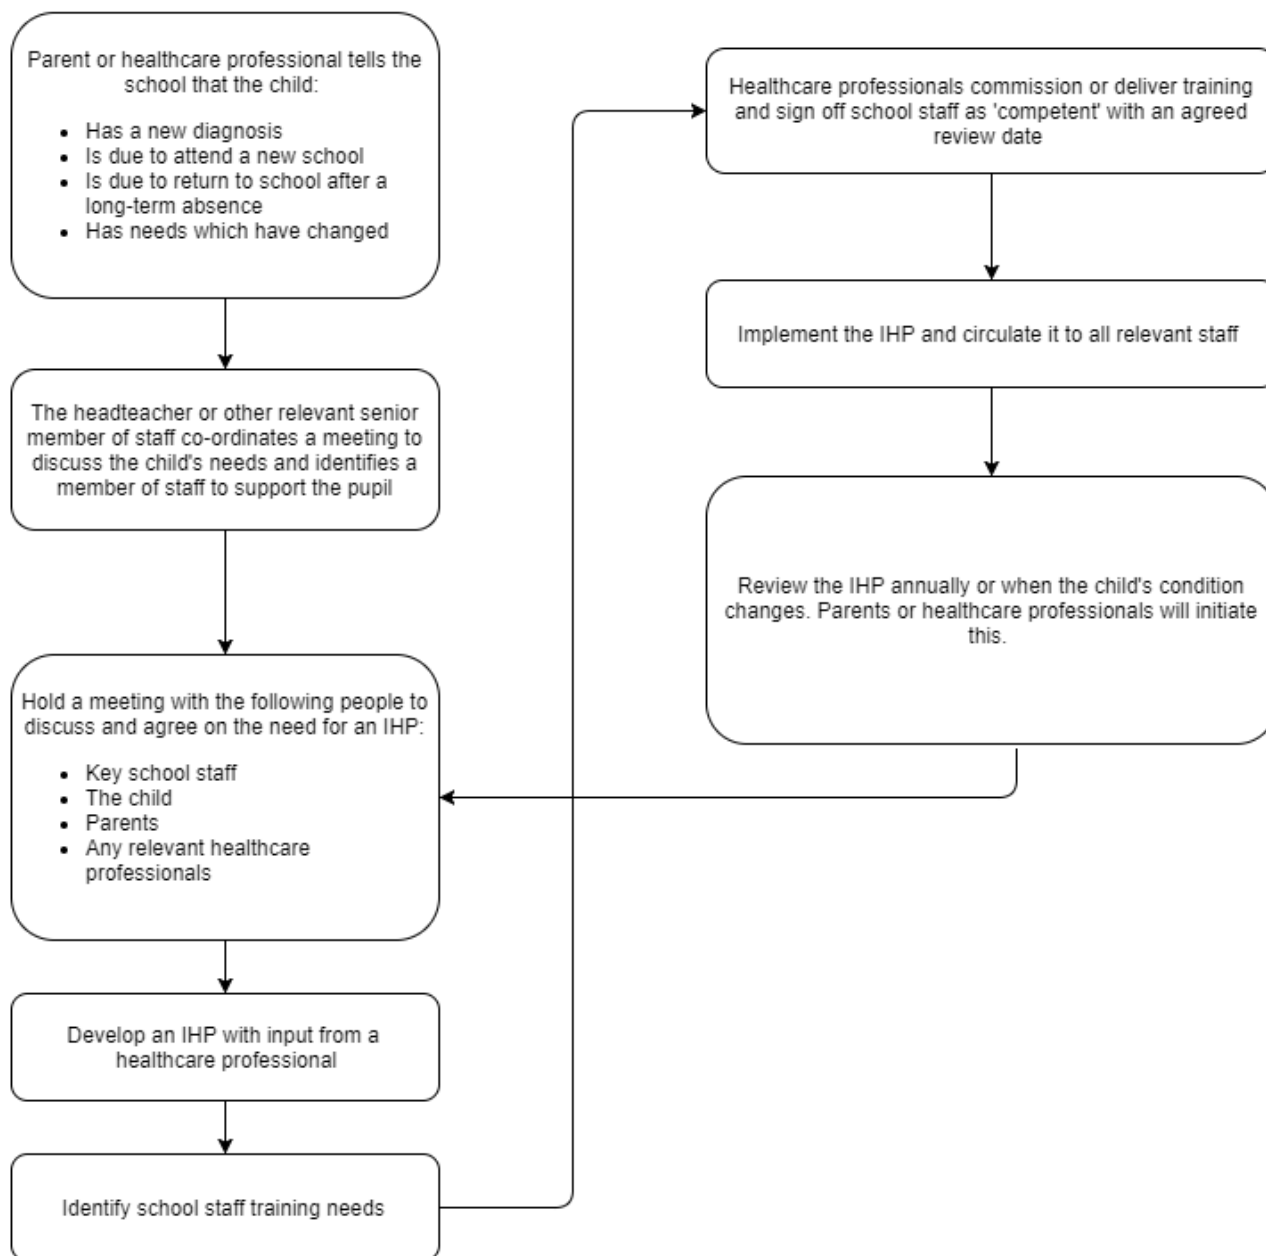 Parent or healthcare professional tells the
school that the child:
• Has a new diagnosis
• Is due to attend a new school
• Is due to return to school after a
long-term absence
• Has needs which have changed
The headteacher or other relevant senior
member of staff co-ordinates a meeting to
discuss the child's needs and identifies a
member of staff to support the pupil
Hold a meeting with the following people to
discuss and agree on the need for an IHP:
• Key school staff
• The child
• Parents
• Any relevant healthcare
professionals
Develop an IHP with input from a
healthcare professional
Identify school staff training needs
Healthcare professionals commission or deliver training
and sign off school staff as 'competent' with an agreed
review date
Implement the IHP and circulate it to all relevant staff
Review the IHP annually or when the child's condition
changes. Parents or healthcare professionals will initiate
this.